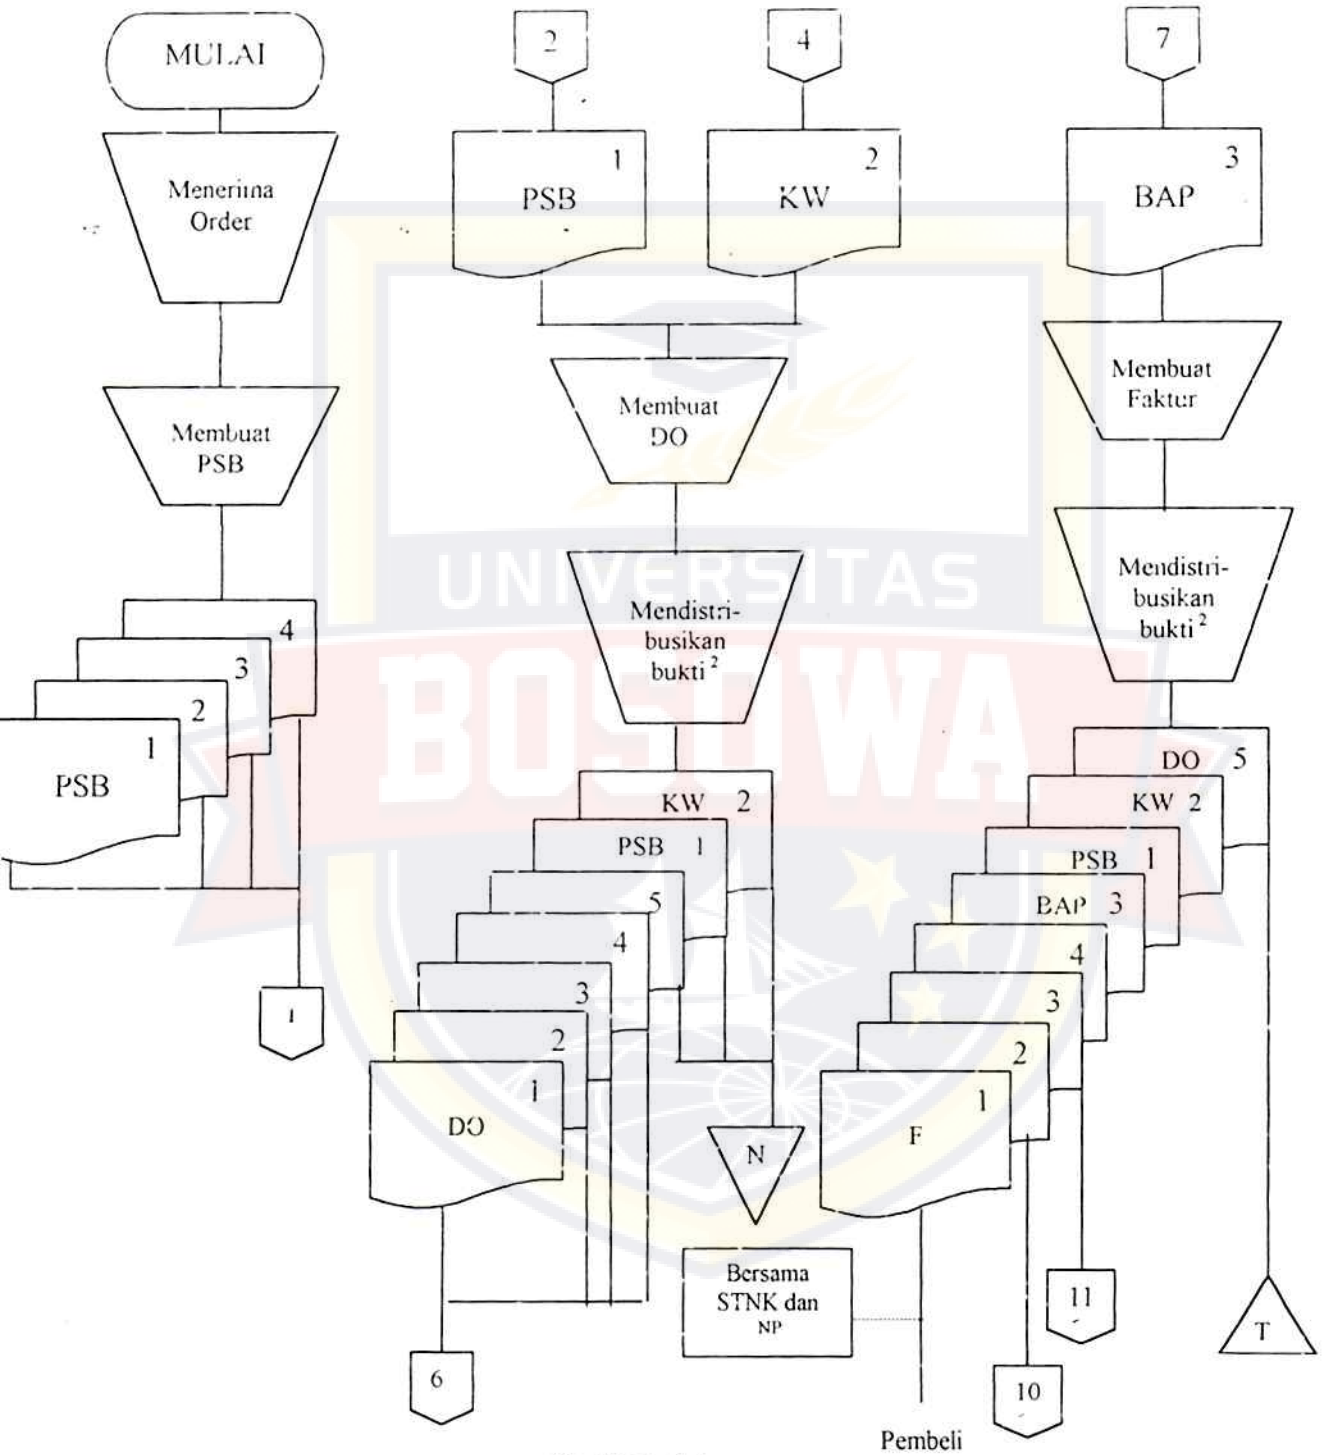 MULAI
Menerima
Order
Membuat
PSB
4
3
2
1
PSB
1
2
1
PSB
4
2
KW
Membuat
DO
Mendistri-
busikan
bukti 2
KW 2
PSB 1
5
4
3
2
1
DO
6
N
7
3
BAP
Membuat
Faktur
Mendistri-
busikan
bukti 2
DO 5
KW 2
PSB 1
BAP 3
4
3
2
1
F
Bersama
STNK dan
NP
Pembeli
10
11
T
UNIVERSITAS
BOSOWA